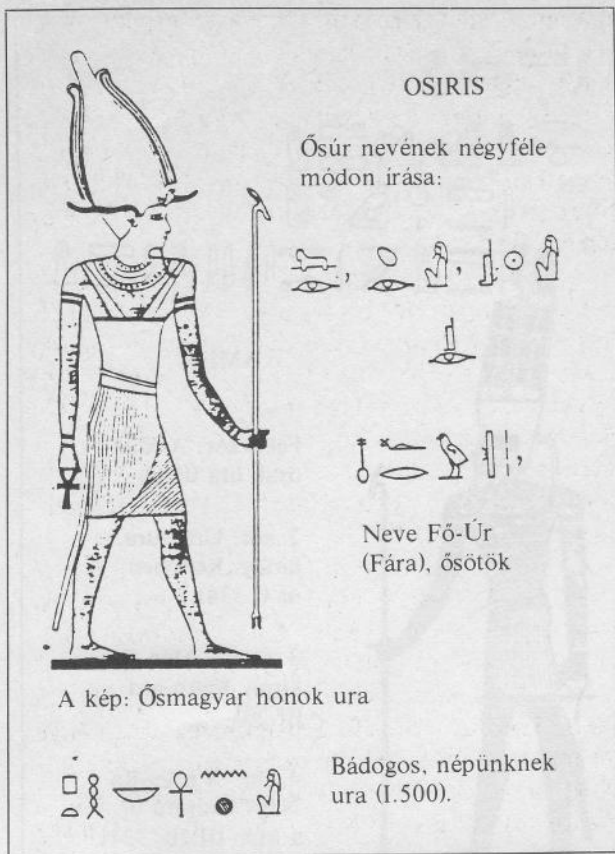 OSIRIS
Ősúr nevének négyféle
módon írása:
Neve Fő-Úr
(Fára), ősötök
A kép: Ősmagyar honok ura
Bádogos, népünknek
ura (I.500).